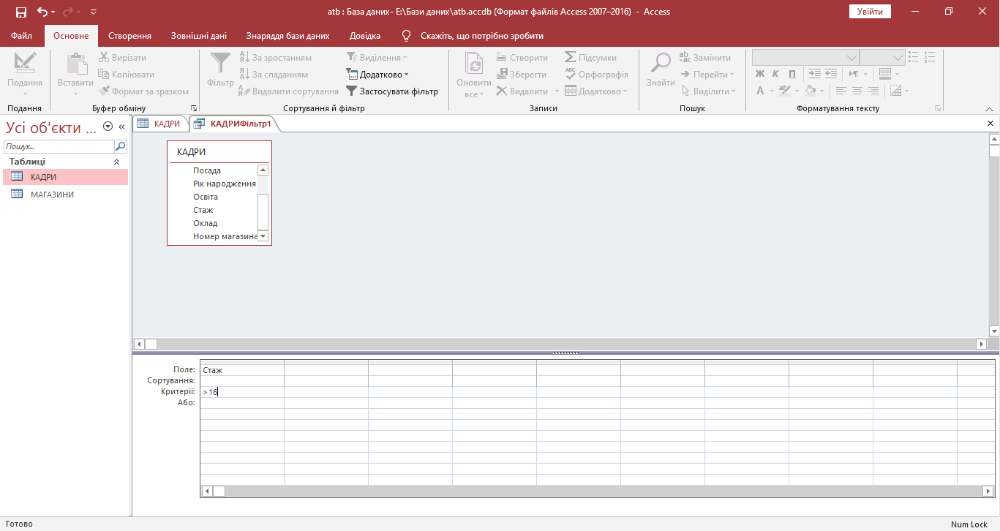 atb : База даних- E:\Бази даних\atb.accdb (Формат файлів Access 2007–2016) - Access
Увійти
Файл Основне Створення Зовнішні дані Знаряддя бази даних Довідка Скажіть, що потрібно зробити
Подання
Вставити
Вирізати
Копіювати
Формат за зразком
Фільтр
За зростанням
За спаданням
Видалити сортування
Виділення
Додатково
Застосувати фільтр
Оновити
все
Створити
Зберегти
Видалити
Підсумки
Орфографія
Додатково
Знайти
Замінити
Перейти
Виділити
Ж К П
А
Подання Буфер обміну Сортування й фільтр Записи Пошук Форматування тексту
Усі об'єкти ...
Пошук...
Таблиці
КАДРИ
МАГАЗИНИ
КАДРИ КАДРИФільтр1
КАДРИ
Посада
Рік народження
Освіта
Стаж
Оклад
Номер магазина
Поле: Стаж
Сортування:
Критерії: >16
Або:
Готово Num Lock